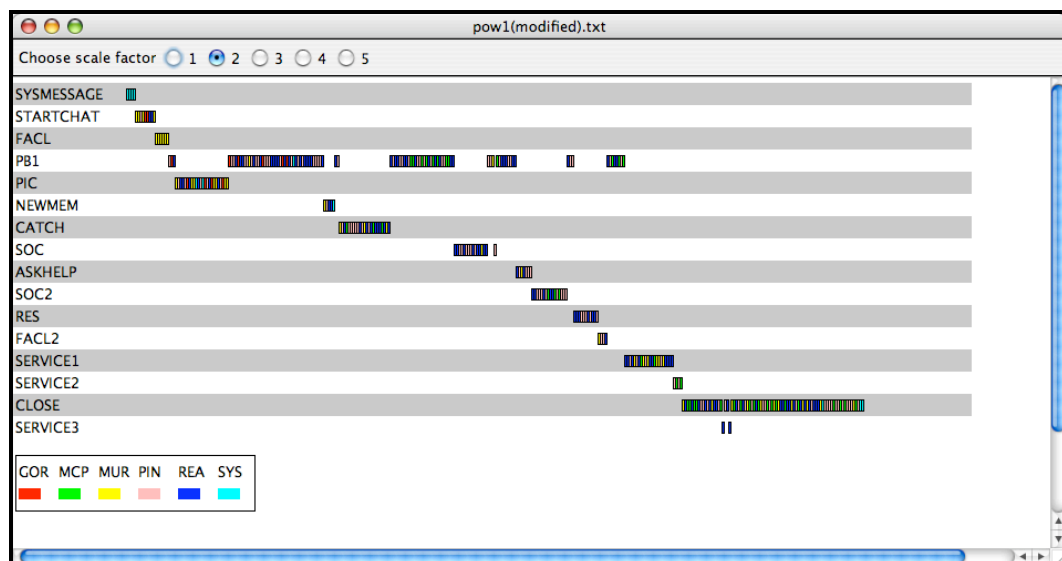 pow1(modified).txt
Choose scale factor 1 2 3 4 5
SYSMESSAGE
STARTCHAT
FACL
PB1
PIC
NEWMEM
CATCH
SOC
ASKHELP
SOC2
RES
FACL2
SERVICE1
SERVICE2
CLOSE
SERVICE3
GOR MCP MUR PIN REA SYS